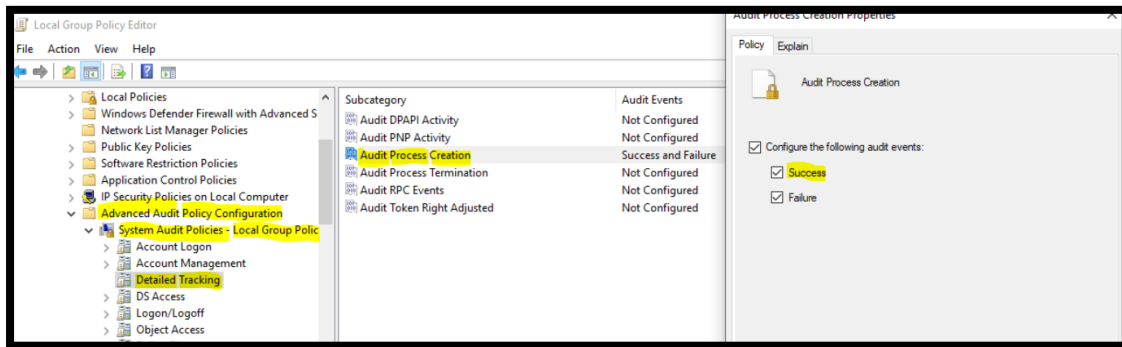 Local Group Policy Editor
File Action View Help
Local Policies
Windows Defender Firewall with Advanced S
Network List Manager Policies
Public Key Policies
Software Restriction Policies
Application Control Policies
IP Security Policies on Local Computer
Advanced Audit Policy Configuration
System Audit Policies - Local Group Polic
Account Logon
Account Management
Detailed Tracking
DS Access
Logon/Logoff
Object Access
Subcategory Audit Events
Audit DPAPI Activity Not Configured
Audit PNP Activity Not Configured
Audit Process Creation Success and Failure
Audit Process Termination Not Configured
Audit RPC Events Not Configured
Audit Token Right Adjusted Not Configured
Audit Process Creation Properties
Policy Explain
Audit Process Creation
Configure the following audit events:
Success
Failure